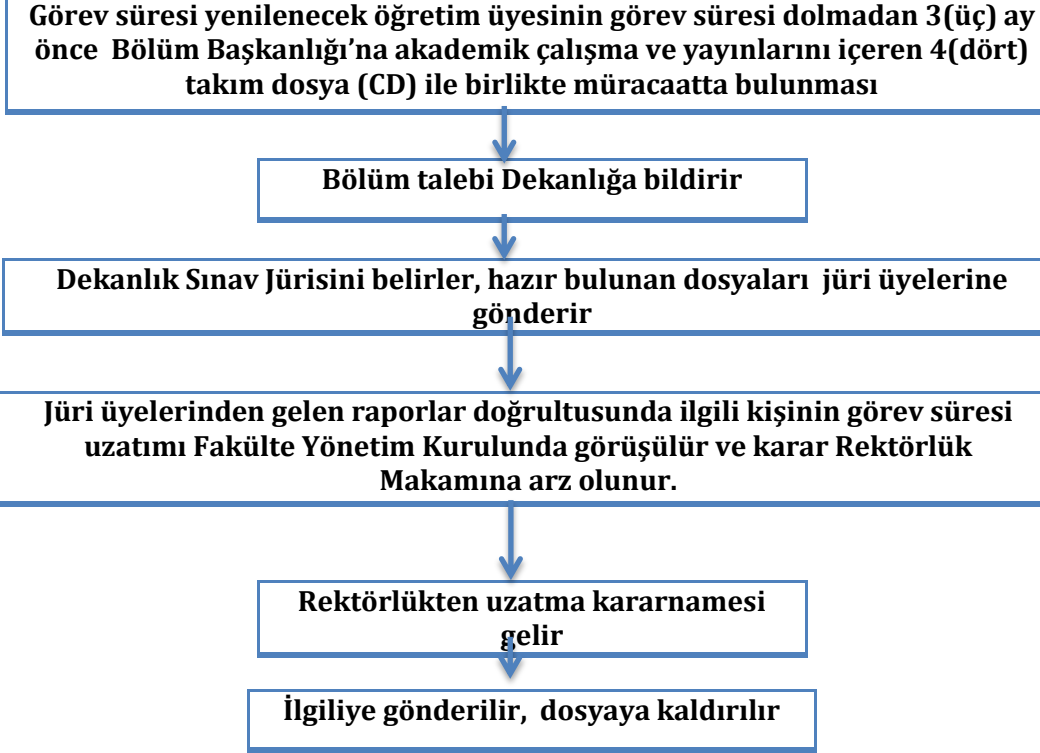 Görev süresi yenilenecek öğretim üyesinin görev süresi dolmadan 3(üç) ay
önce  Bölüm Başkanlığı’na akademik çalışma ve yayınlarını içeren 4(dört)
takım dosya (CD) ile birlikte müracaatta bulunması
Bölüm talebi Dekanlığa bildirir
Dekanlık Sınav Jürisini belirler, hazır bulunan dosyaları  jüri üyelerine
gönderir
Jüri üyelerinden gelen raporlar doğrultusunda ilgili kişinin görev süresi
uzatımı Fakülte Yönetim Kurulunda görüşülür ve karar Rektörlük
Makamına arz olunur.
Rektörlükten uzatma kararnamesi
gelir
İlgiliye gönderilir,  dosyaya kaldırılır